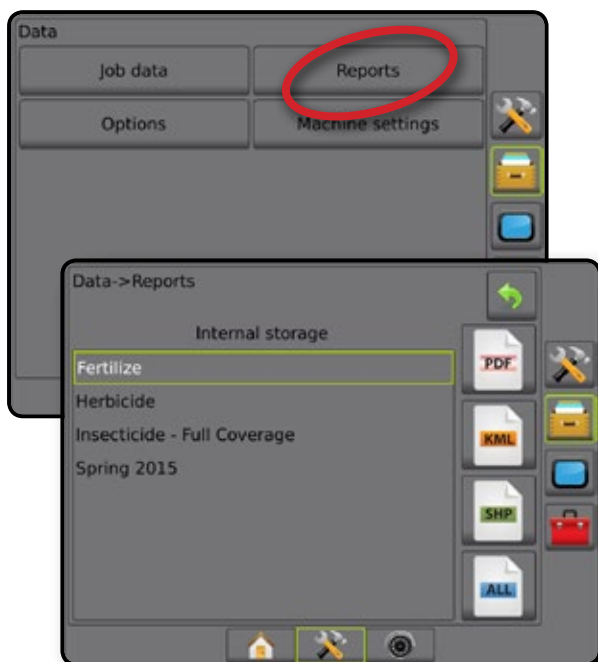 Data
Job data
Reports
Options
Machine settings
Data->Reports
Internal storage
Fertilize
Herbicide
Insecticide - Full Coverage
Spring 2015
PDF
KML
SHP
ALL